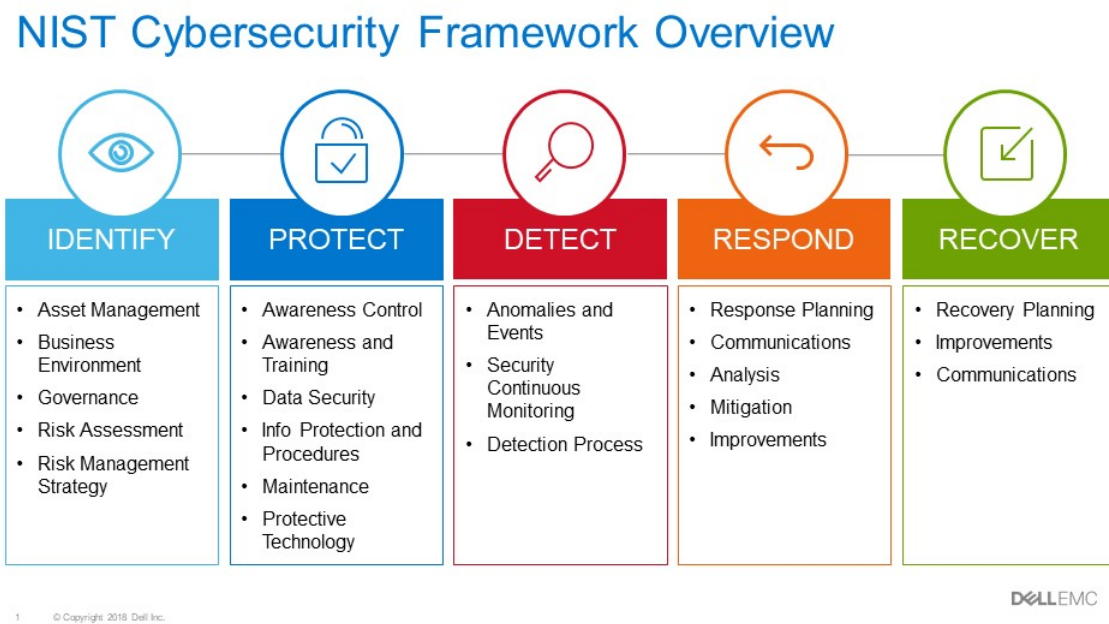 NIST Cybersecurity Framework Overview
IDENTIFY
• Asset Management
• Business
Environment
• Governance
• Risk Assessment
• Risk Management
Strategy
PROTECT
• Awareness Control
• Awareness and
Training
• Data Security
• Info Protection and
Procedures
• Maintenance
• Protective
Technology
DETECT
• Anomalies and
Events
• Security
Continuous
Monitoring
• Detection Process
RESPOND
• Response Planning
• Communications
• Analysis
• Mitigation
• Improvements
RECOVER
• Recovery Planning
• Improvements
• Communications
1 © Copyright 2018 Dell Inc.
DELLEMC